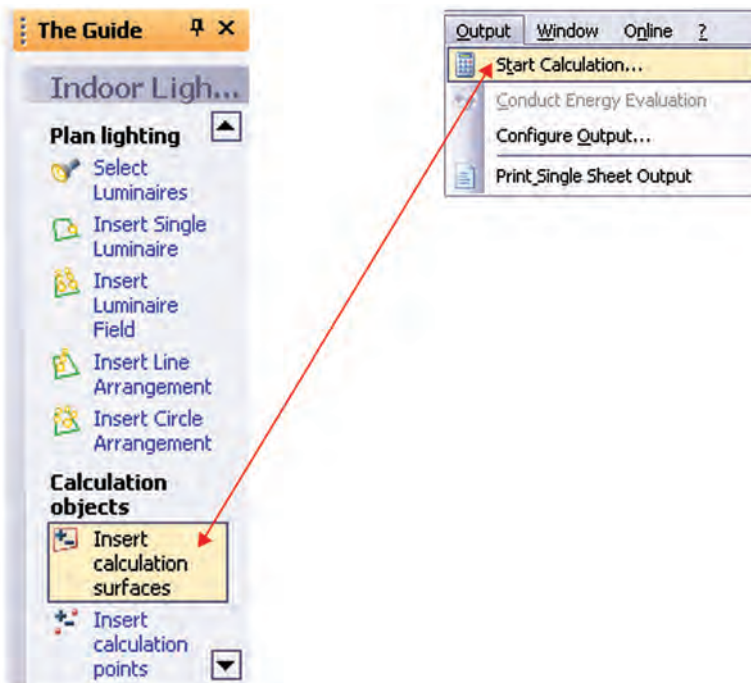 The Guide
Indoor Ligh...
Plan lighting
Select
Luminaires
Insert Single
Luminaire
Insert
Luminaire
Field
Insert Line
Arrangement
Insert Circle
Arrangement
Calculation
objects
Insert
calculation
surfaces
Insert
calculation
points
Output Window Online ?
Start Calculation...
Conduct Energy Evaluation
Configure Output...
Print Single Sheet Output